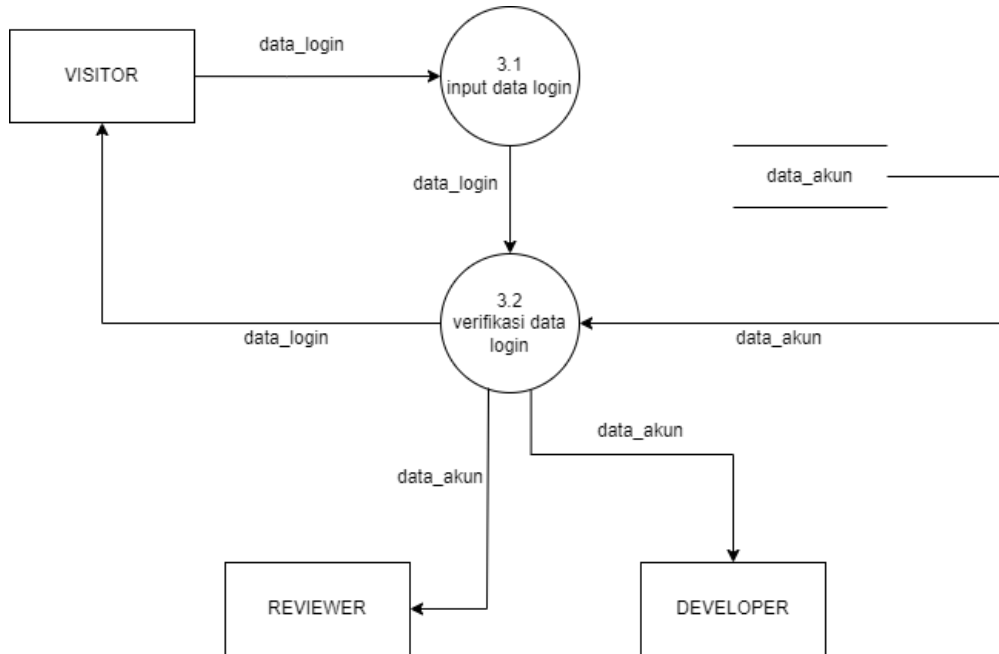 data_login
VISITOR
3.1
input data login
data_login
data_akun
3.2
verifikasi data
login
data_login
data_akun
data_akun
data_akun
REVIEWER
DEVELOPER